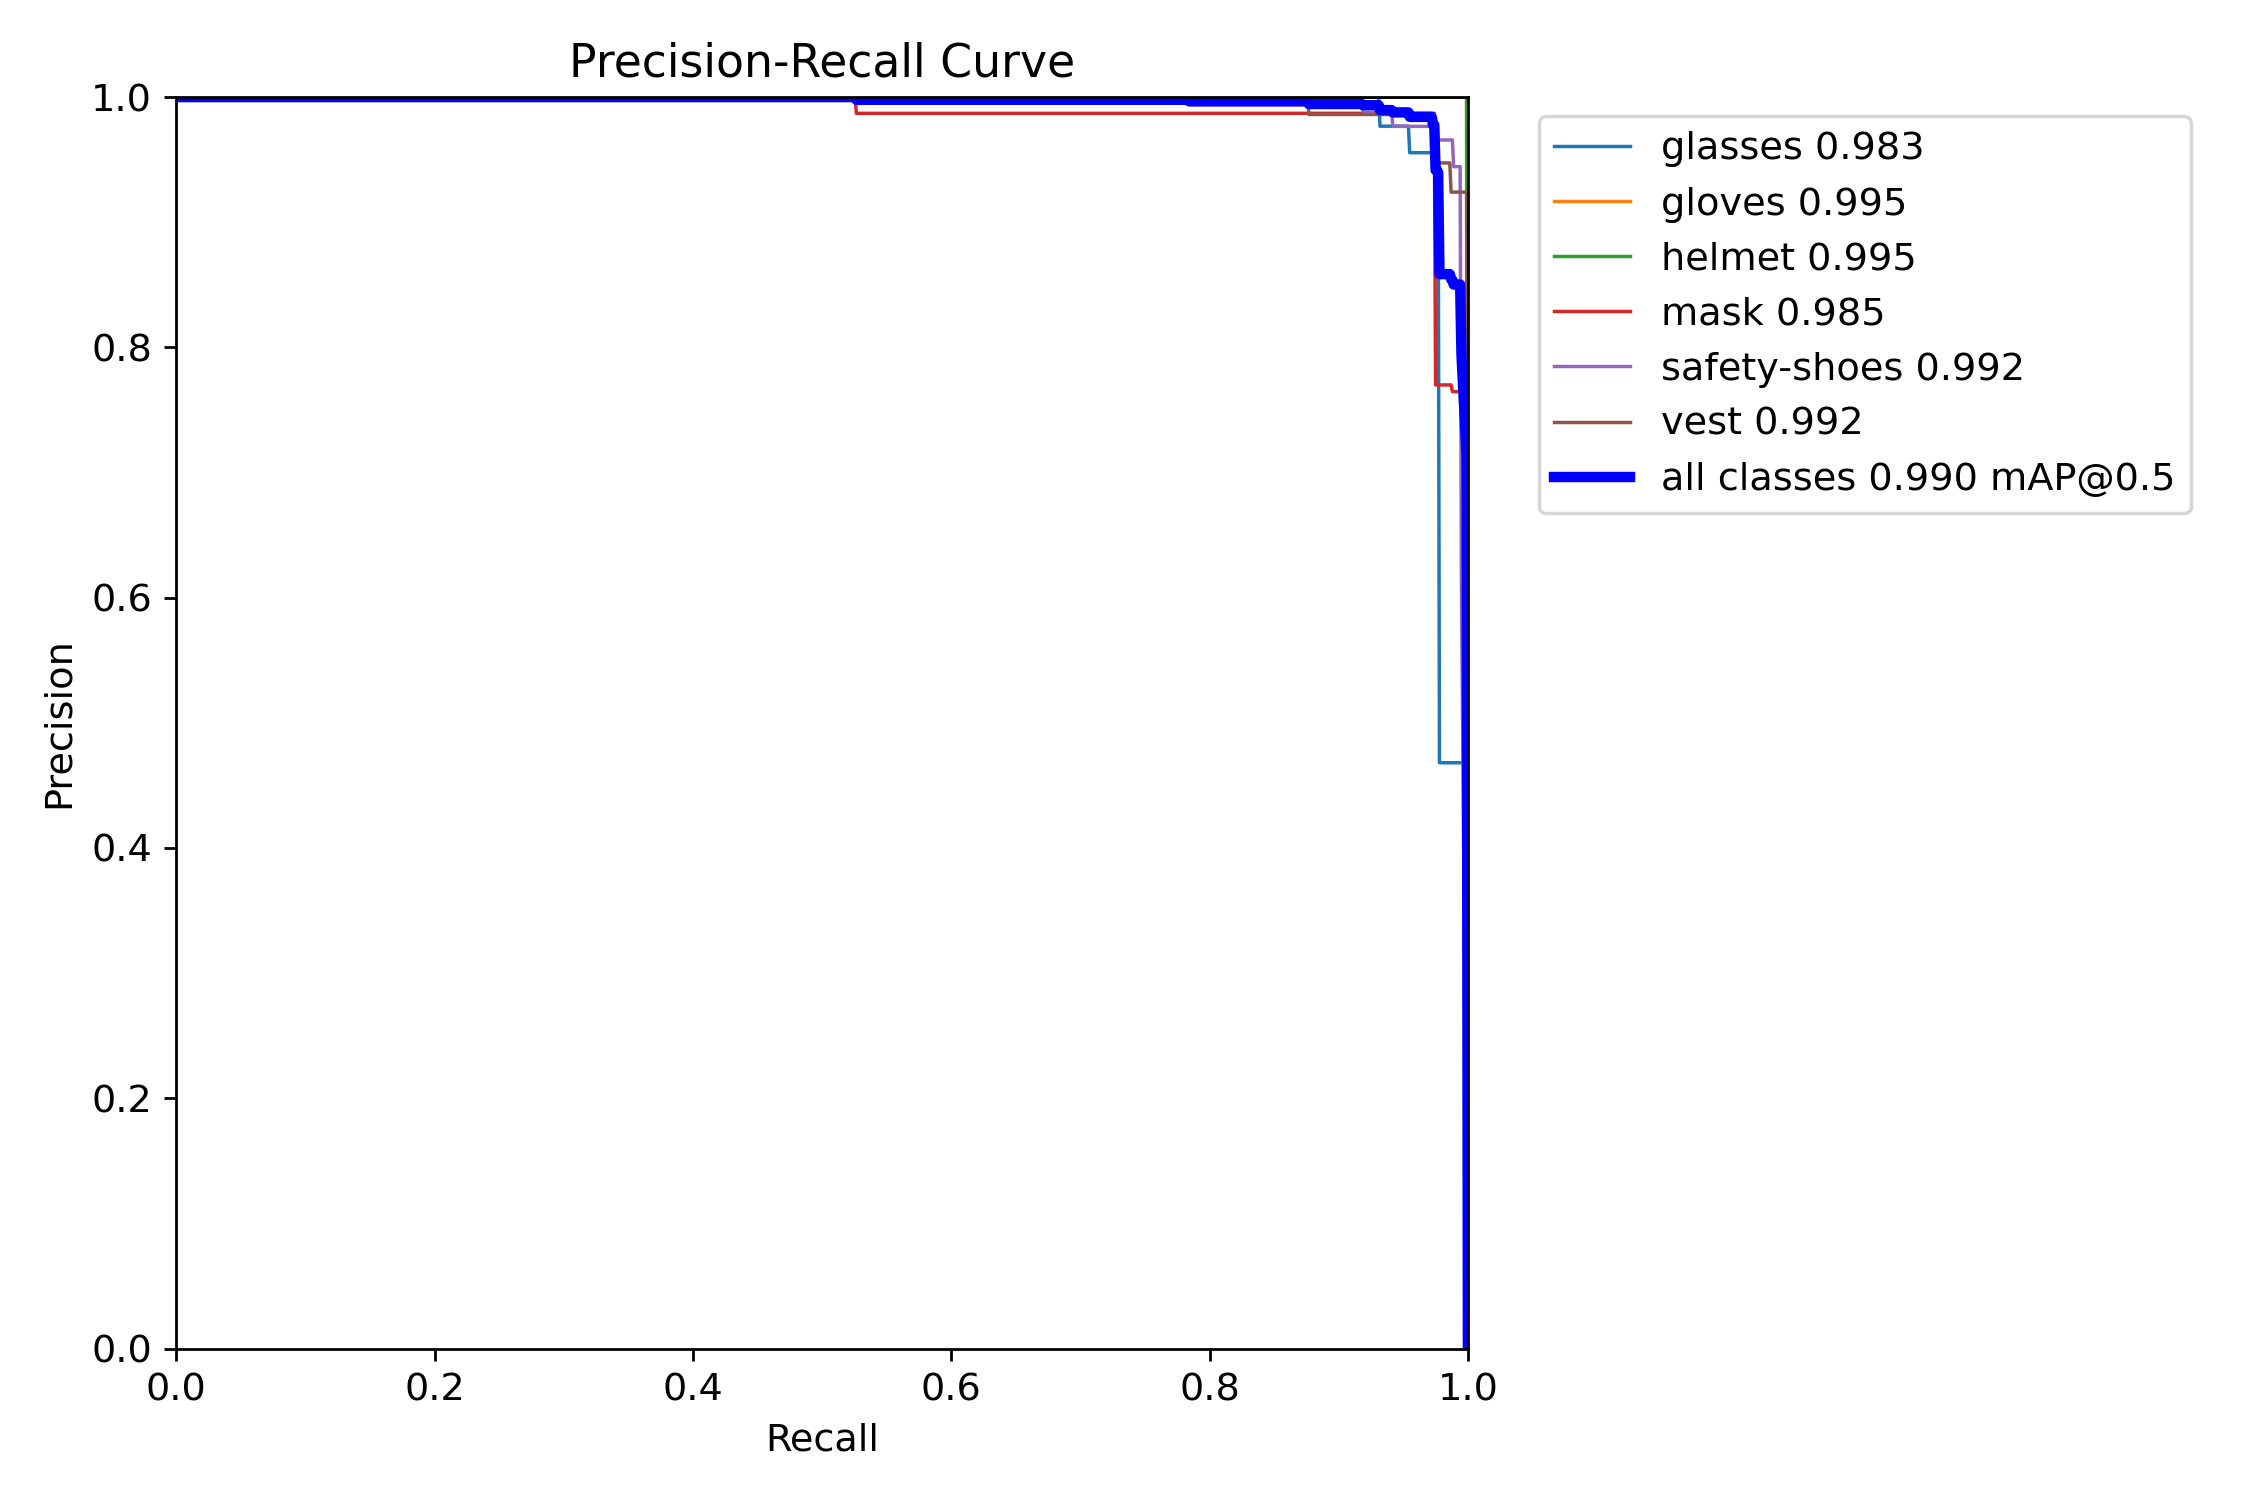 Precision-Recall Curve
1.0
0.8
0.6
0.4
0.2
0.0
Precision
0.0 0.2 0.4 0.6 0.8 1.0
Recall
glasses 0.983
gloves 0.995
helmet 0.995
mask 0.985
safety-shoes 0.992
vest 0.992
all classes 0.990 mAP@0.5